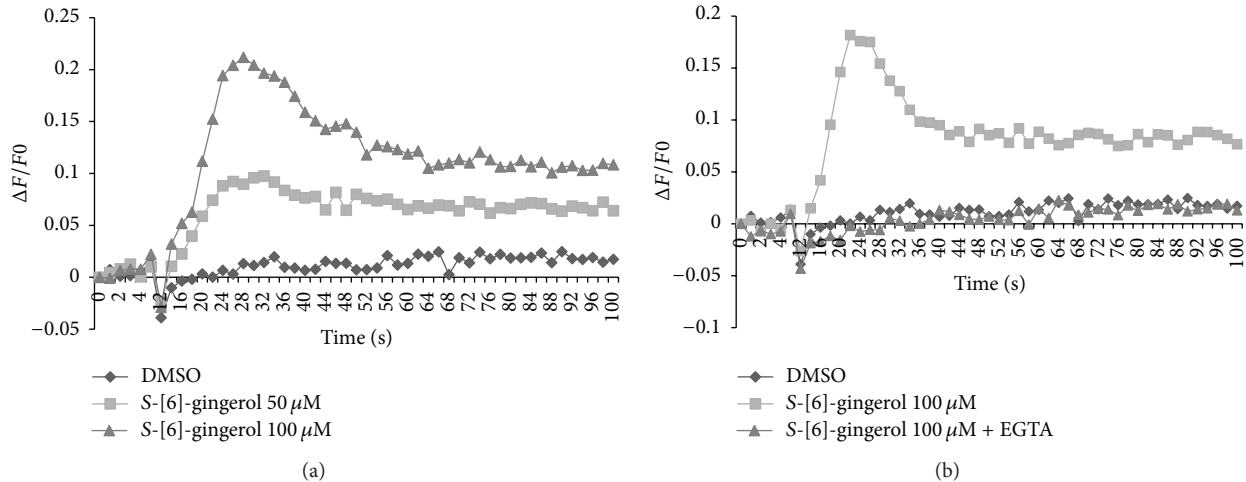 0.25
0.2
0.15
0.1
0.05
0
−0.05
ΔF/F0
0 2 4 8 12 16 20 24 28 32 36 40 44 48 52 56 60 64 68 72 76 80 84 88 92 96 100
Time (s)
DMSO
S-[6]-gingerol 50 μM
S-[6]-gingerol 100 μM
(a)
0.2
0.15
0.1
0.05
0
−0.05
−0.1
ΔF/F0
0 2 4 8 12 16 20 24 28 32 36 40 44 48 52 56 60 64 68 72 76 80 84 88 92 96 100
Time (s)
DMSO
S-[6]-gingerol 100 μM
S-[6]-gingerol 100 μM + EGTA
(b)